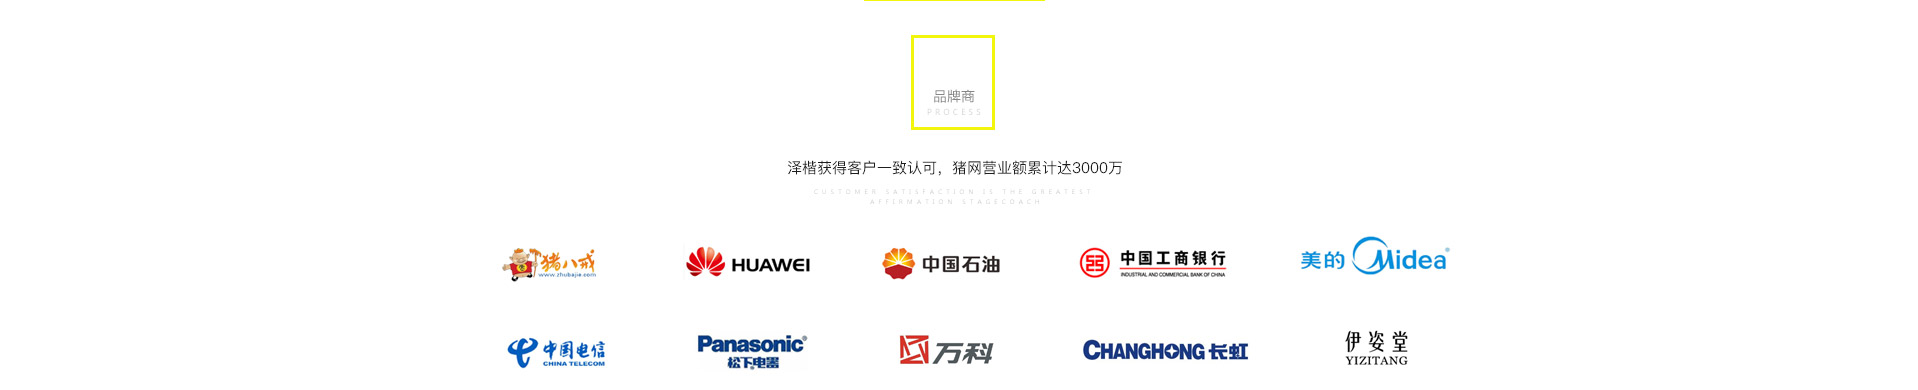 品牌商
PROCESS
泽楷获得客户一致认可，猪网营业额累计达3000万
CUSTOMER SATISFACTION IS THE GREATEST
AFFIRMATION STAGECOACH
猪八戒
www.zhubajie.com
HUAWEI
中国石油
中国工商银行
INDUSTRIAL AND COMMERCIAL BANK OF CHINA
美的 Midea®
中国电信
CHINA TELECOM
Panasonic®
松下电器
万科
CHANGHONG 长虹
伊姿堂
YIZITANG